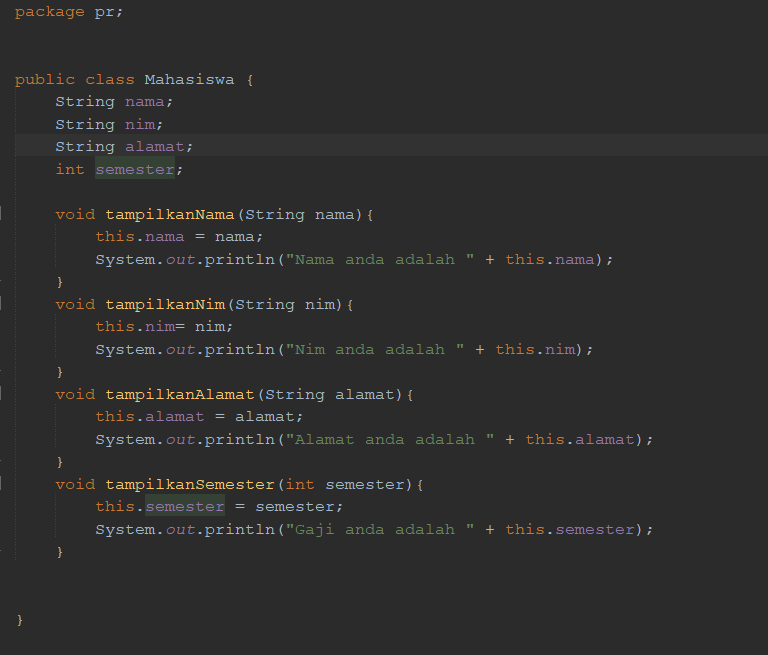 package pr;
public class Mahasiswa {
String nama;
String nim;
String alamat;
int semester;
void tampilkanNama(String nama){
this.nama = nama;
System.out.println("Nama anda adalah " + this.nama);
}
void tampilkanNim(String nim){
this.nim= nim;
System.out.println("Nim anda adalah " + this.nim);
}
void tampilkanAlamat(String alamat){
this.alamat = alamat;
System.out.println("Alamat anda adalah " + this.alamat);
}
void tampilkanSemester(int semester){
this.semester = semester;
System.out.println("Gaji anda adalah " + this.semester);
}
}